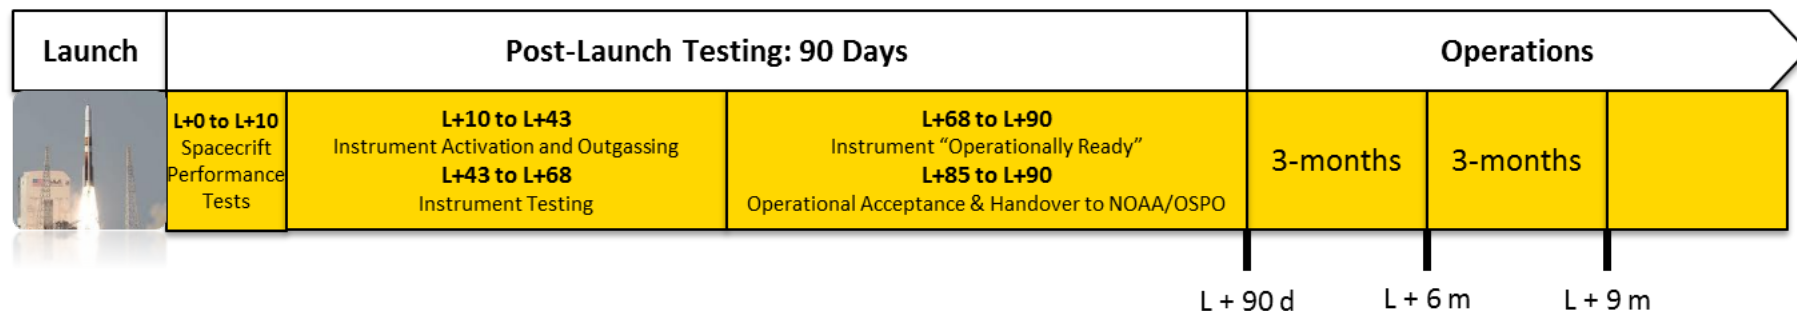 Launch
Post-Launch Testing: 90 Days
Operations
L+0 to L+10
Spacecrift
Performance
Tests
L+10 to L+43
Instrument Activation and Outgassing
L+43 to L+68
Instrument Testing
L+68 to L+90
Instrument “Operationally Ready”
L+85 to L+90
Operational Acceptance & Handover to NOAA/OSPO
3-months
3-months
L + 90 d
L + 6 m
L + 9 m